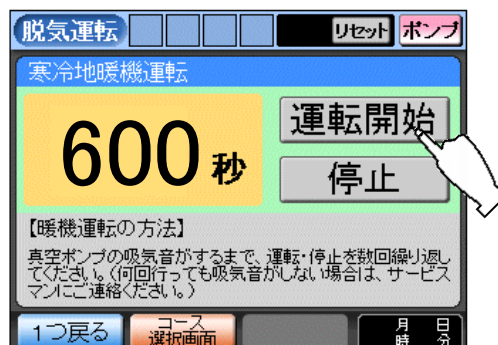 脱気運転 リセット ポンプ
寒冷地暖機運転
600秒
運転開始
停止
【暖機運転の方法】
真空ポンプの吸気音がするまで、運転・停止を数回繰り返し
てください。(何回行っても吸気音がしない場合は、サービス
マンにご連絡ください。)
1つ戻る
コース
選択画面
月 日
時 分